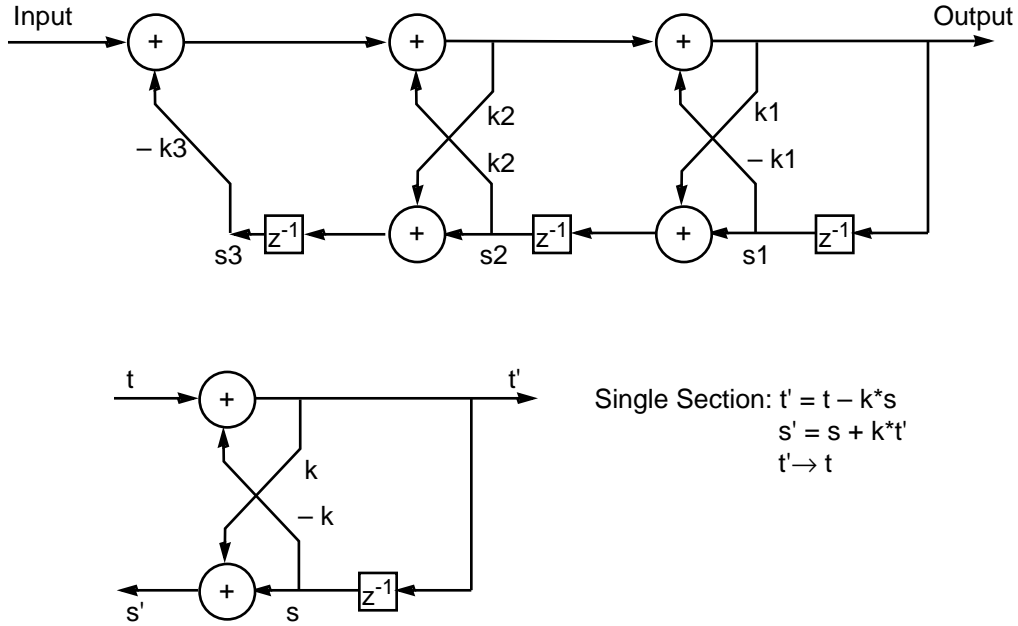 Input
Output
+
+
+
k2
k1
– k3
k2
– k1
z-1
+
z-1
+
z-1
s3
s2
s1
t
t'
+
Single Section: t' = t – k*s
s' = s + k*t'
t'→ t
k
– k
+
z-1
s'
s